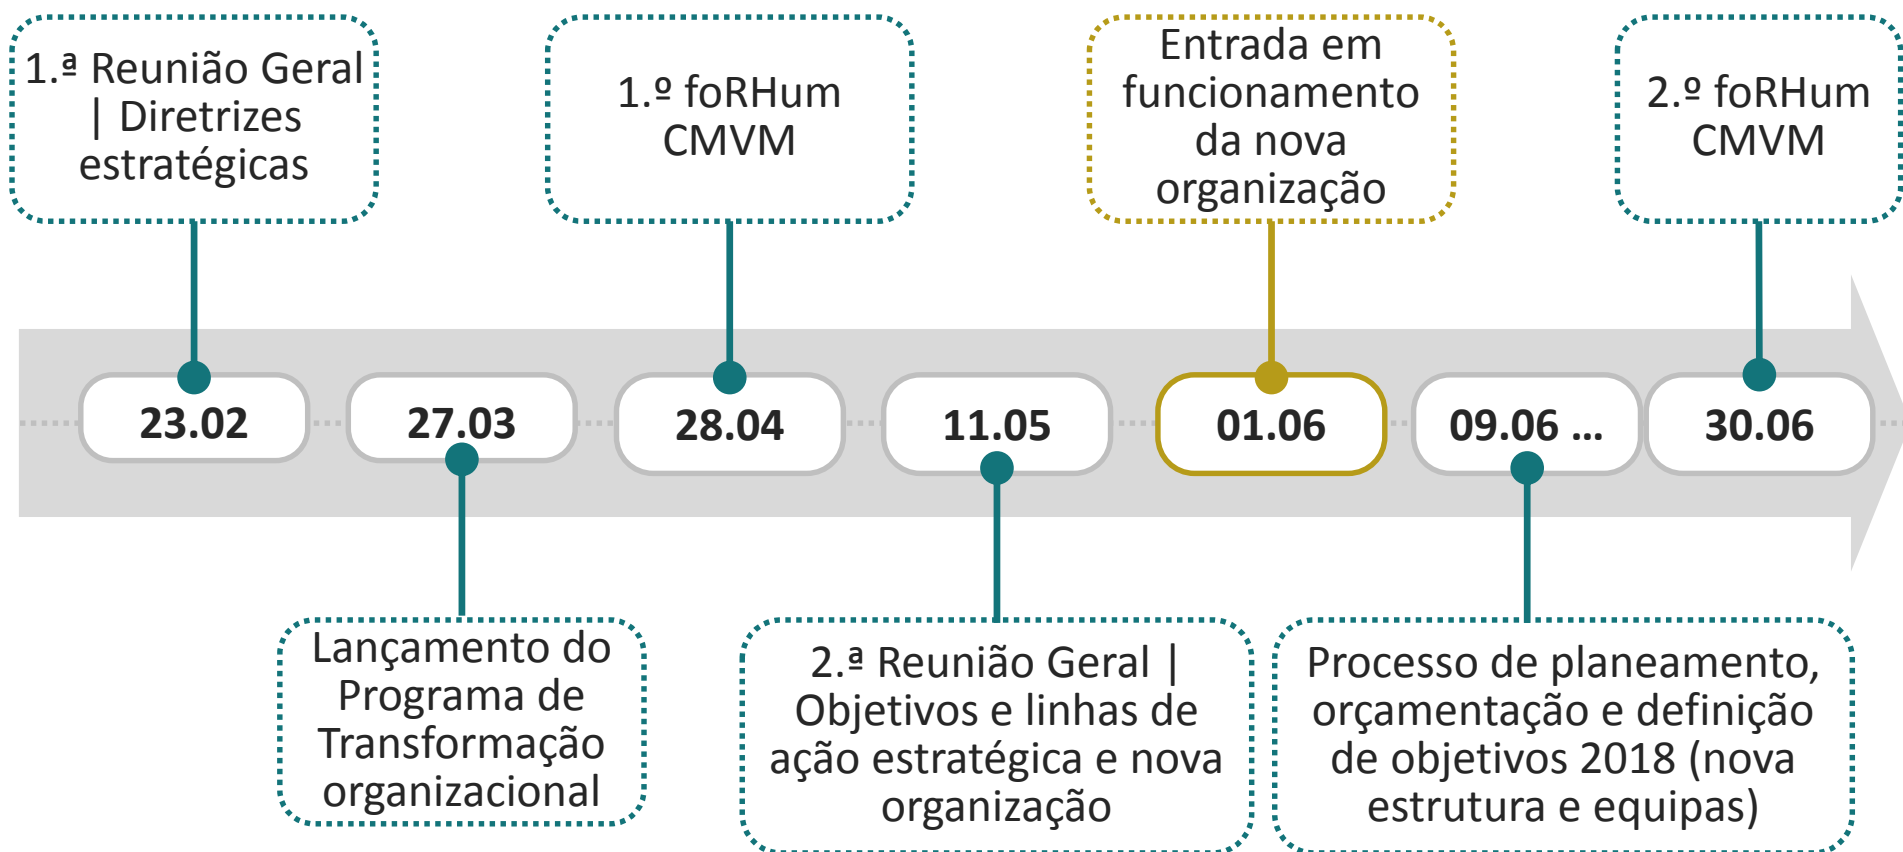 1.ª Reunião Geral
| Diretrizes
estratégicas
1.º foRHum
CMVM
Entrada em
funcionamento
da nova
organização
2.º foRHum
CMVM
23.02
27.03
28.04
11.05
01.06
09.06 ...
30.06
Lançamento do
Programa de
Transformação
organizacional
2.ª Reunião Geral |
Objetivos e linhas de
ação estratégica e nova
organização
Processo de planeamento,
orçamentação e definição
de objetivos 2018 (nova
estrutura e equipas)